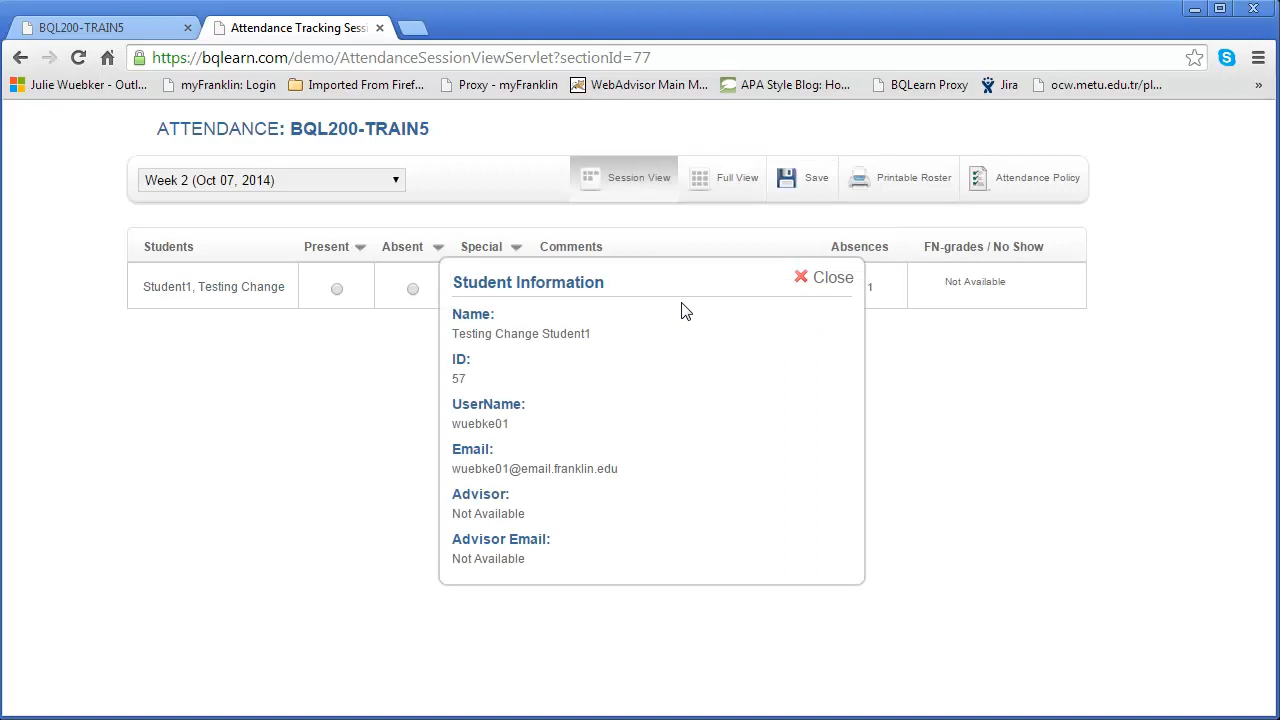 BQL200-TRAIN5
Attendance Tracking Sessi
https://bqlearn.com/demo/AttendanceSessionViewServlet?sectionId=77
Julie Wuebker - Outl...
myFranklin: Login
Imported From Firef...
Proxy - myFranklin
WebAdvisor Main M...
APA Style Blog: Ho...
BQLearn Proxy
Jira
ocw.metu.edu.tr/pl...
»
ATTENDANCE: BQL200-TRAIN5
Week 2 (Oct 07, 2014)
Session View
Full View
Save
Printable Roster
Attendance Policy
Students
Present
Absent
Special
Comments
Absences
FN-grades / No Show
Student1, Testing Change
1
Not Available
Student Information
Close
Name:
Testing Change Student1
ID:
57
UserName:
wuebke01
Email:
wuebke01@email.franklin.edu
Advisor:
Not Available
Advisor Email:
Not Available